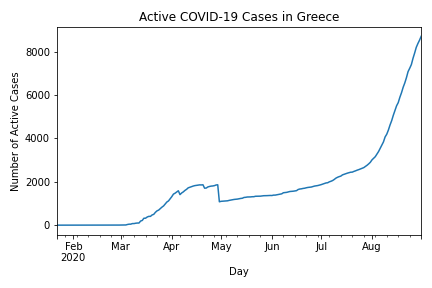 Active COVID-19 Cases in Greece
Number of Active Cases
8000
6000
4000
2000
0
Feb Mar Apr May Jun Jul Aug
2020
Day